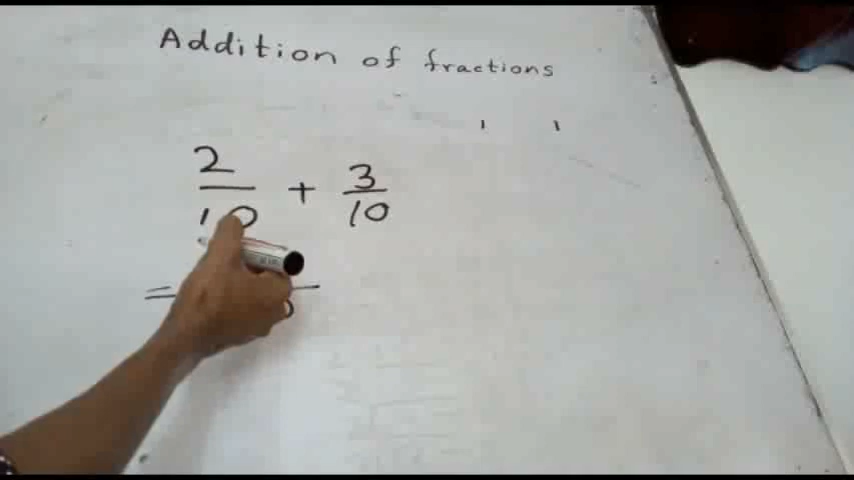 Addition of fractions
2/10 + 3/10
=